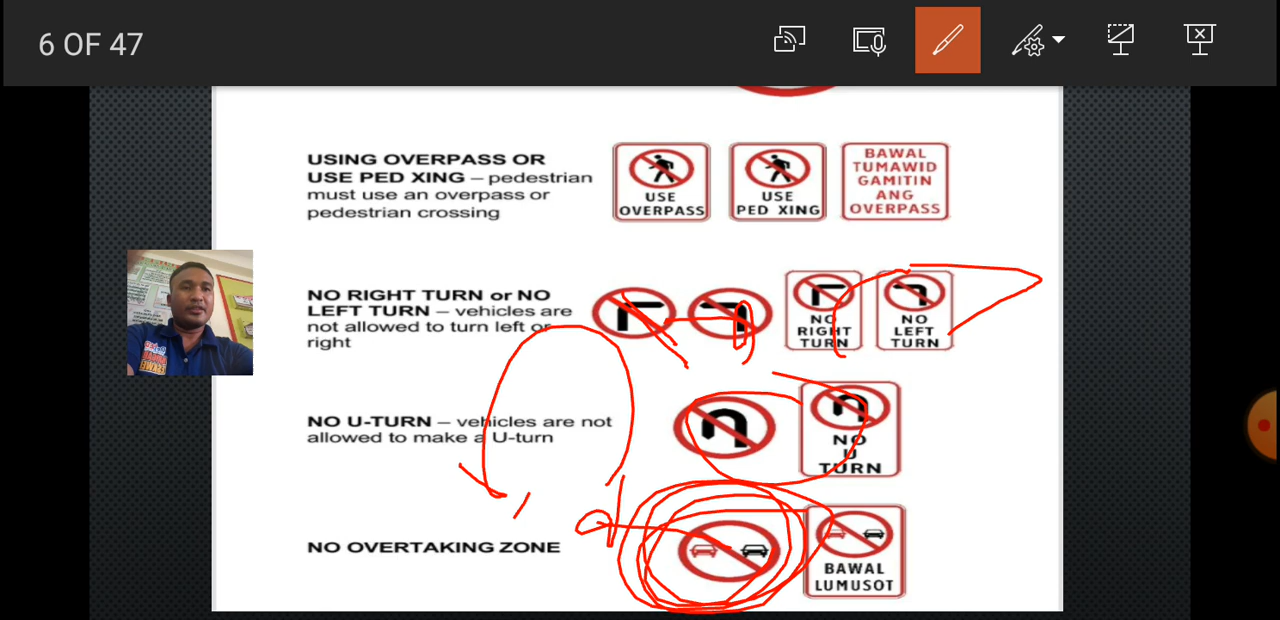 6 OF 47
USING OVERPASS OR
USE PED XING – pedestrian
must use an overpass or
pedestrian crossing
USE
OVERPASS
USE
PED XING
BAWAL
TUMAWID
GAMITIN
ANG
OVERPASS
NO RIGHT TURN or NO
LEFT TURN – vehicles are
not allowed to turn left or
right
NO
RIGHT
TURN
NO
LEFT
TURN
NO U-TURN – vehicles are not
allowed to make a U-turn
NO
U
TURN
NO OVERTAKING ZONE
BAWAL
LUMUSOT